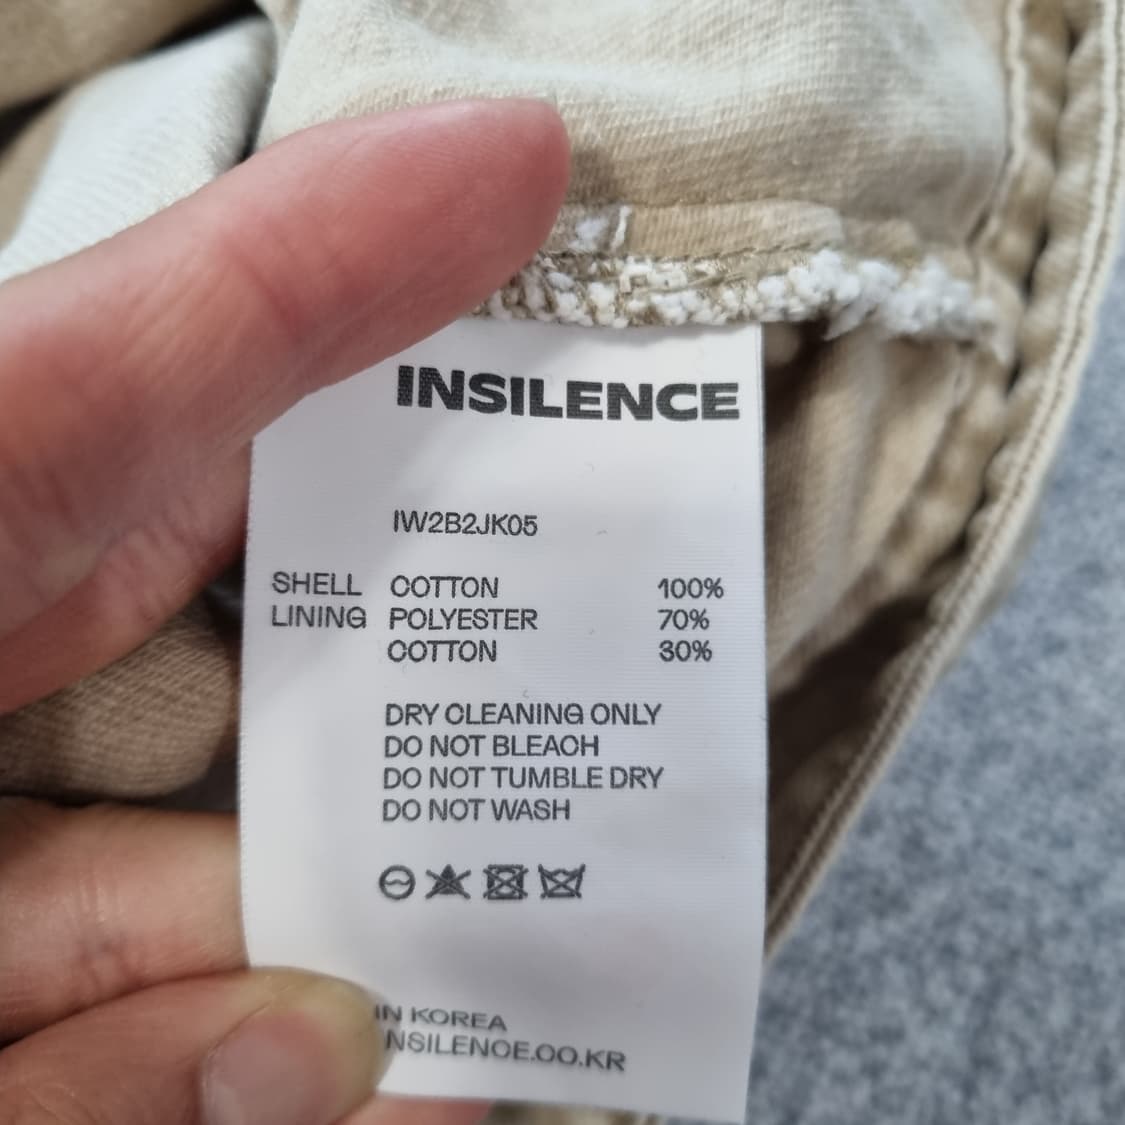 INSILENCE
IW2B2JK05
SHELL COTTON 100%
LINING POLYESTER 70%
COTTON 30%
DRY CLEANING ONLY
DO NOT BLEACH
DO NOT TUMBLE DRY
DO NOT WASH
IN KOREA
NSILENCE.CO.KR